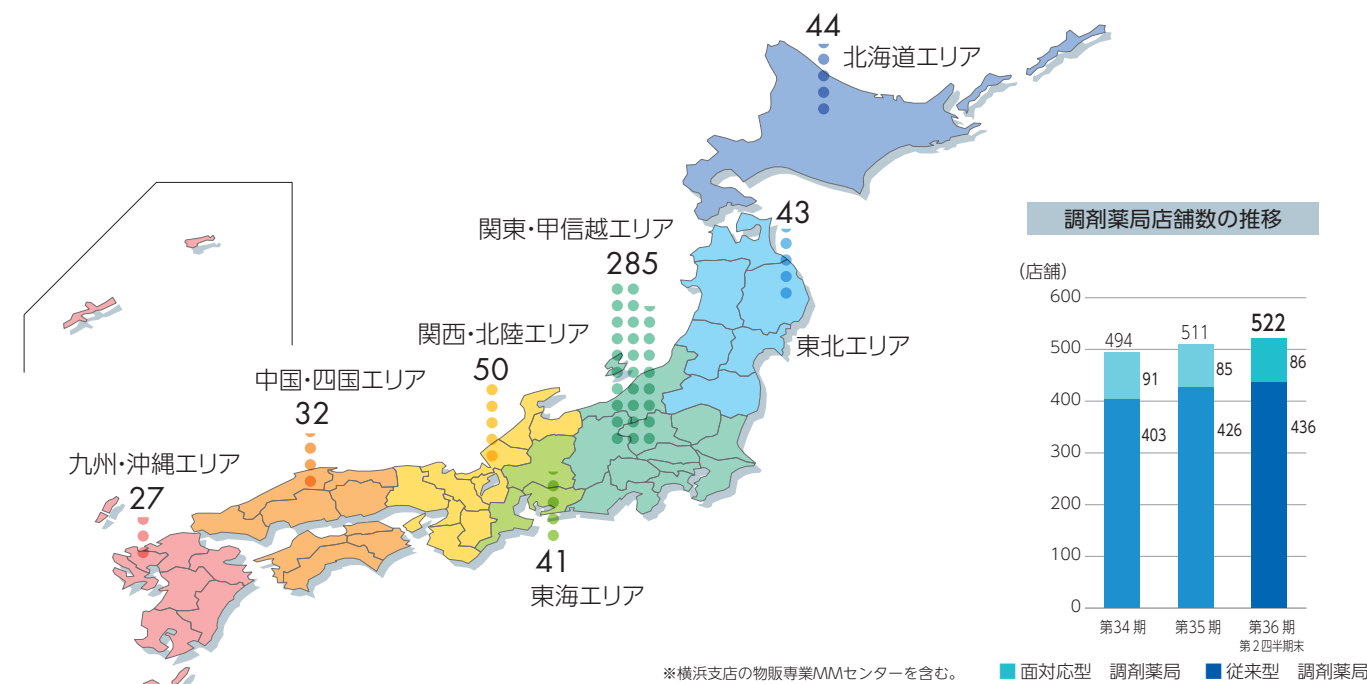 44
北海道エリア
43
東北エリア
関東・甲信越エリア
285
関西・北陸エリア
50
中国・四国エリア
32
九州・沖縄エリア
27
41
東海エリア
※横浜支店の物販専業MMセンターを含む。
調剤薬局店舗数の推移
(店舗)
600
500
400
300
200
100
0
494
91
403
511
85
426
522
86
436
第34期
第35期
第36期
第2四半期末
面対応型 調剤薬局
従来型 調剤薬局